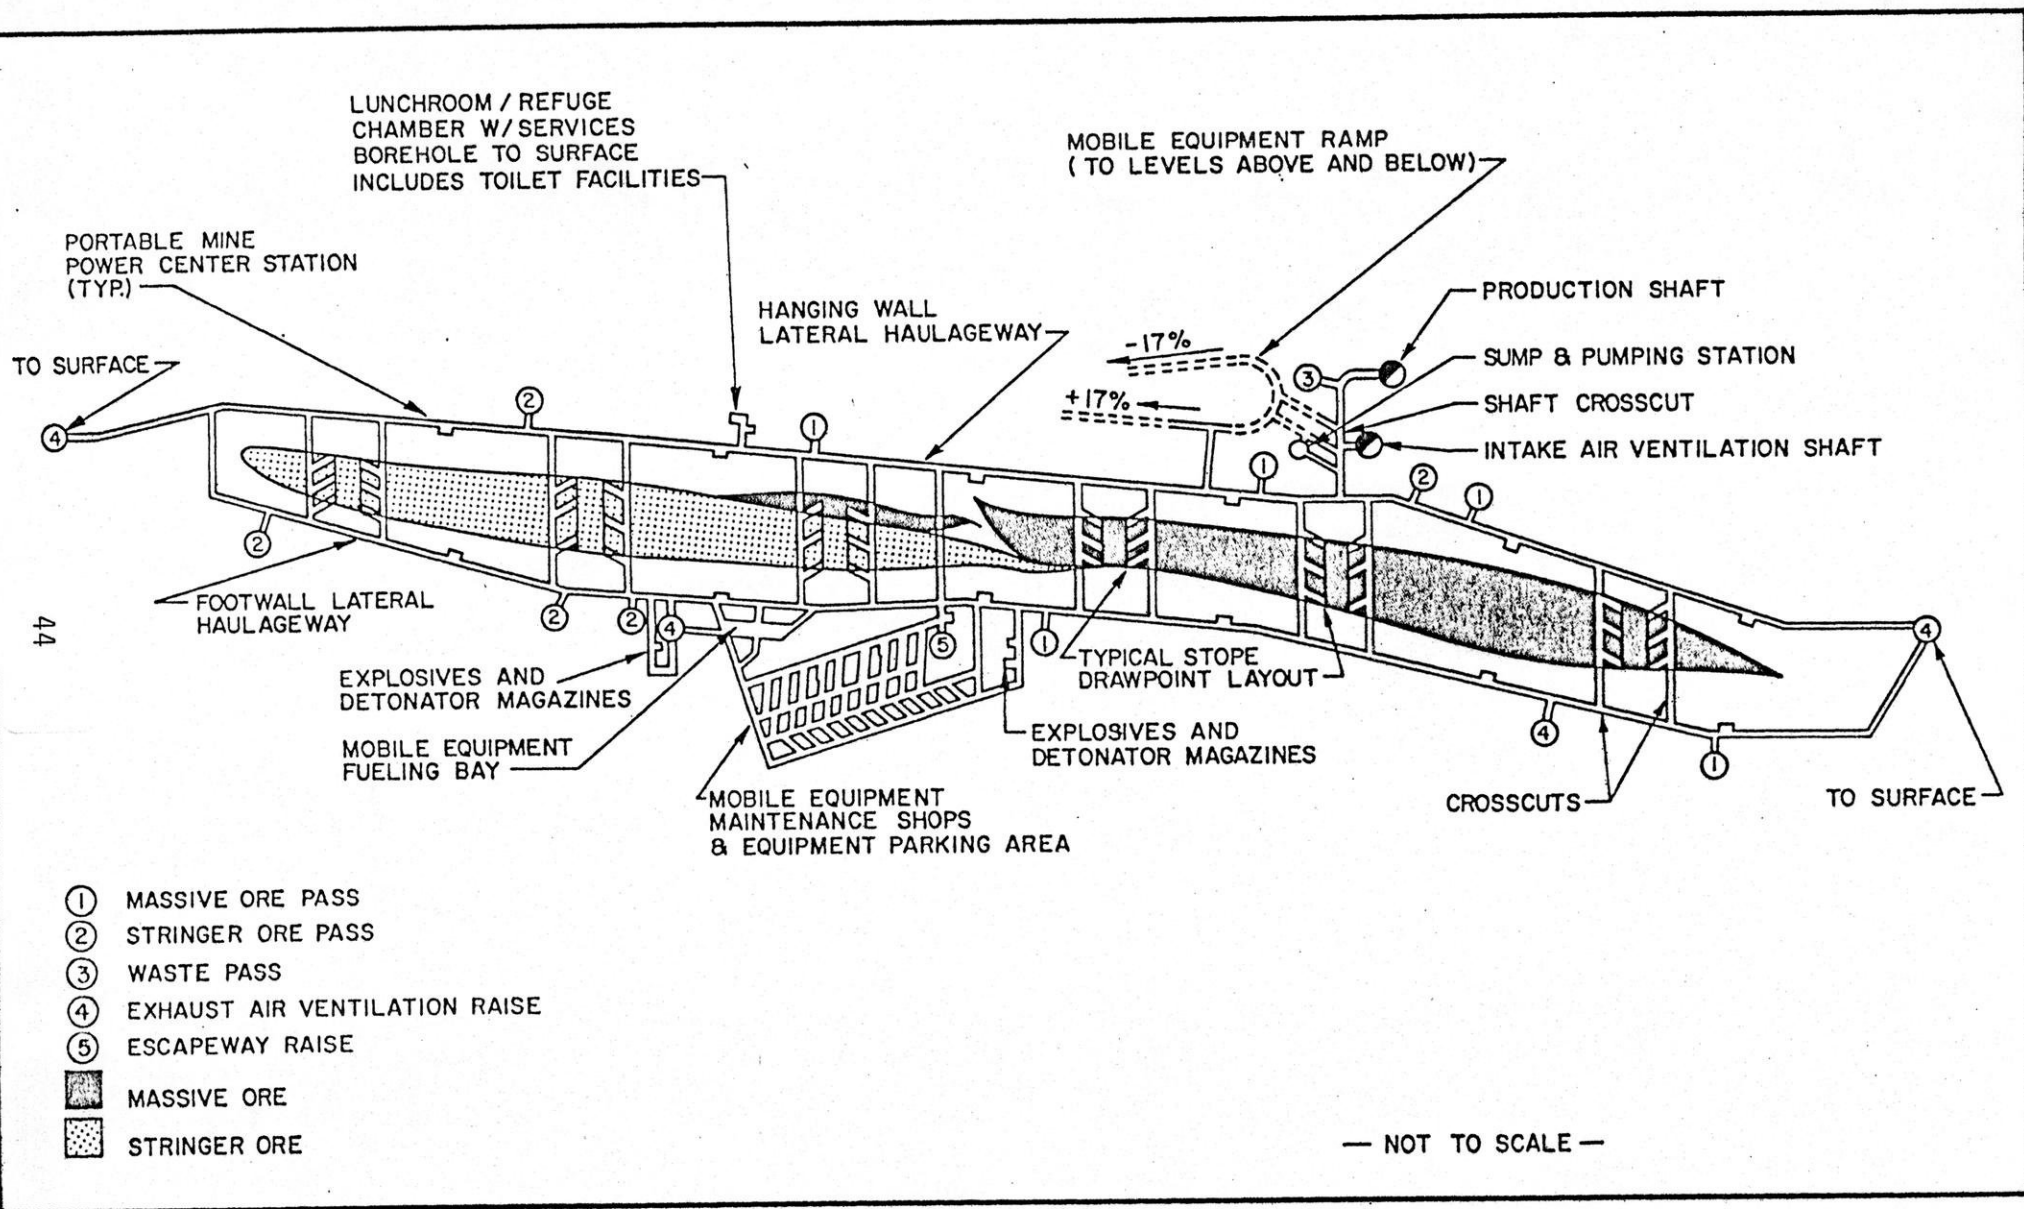 LUNCHROOM / REFUGE
CHAMBER W/ SERVICES
BOREHOLE TO SURFACE
INCLUDES TOILET FACILITIES
MOBILE EQUIPMENT RAMP
( TO LEVELS ABOVE AND BELOW)
PORTABLE MINE
POWER CENTER STATION
(TYP.)
HANGING WALL
LATERAL HAULAGEWAY
PRODUCTION SHAFT
-17%
SUMP & PUMPING STATION
TO SURFACE
+17%
SHAFT CROSSCUT
INTAKE AIR VENTILATION SHAFT
3
2
4
1
1
2
1
2
FOOTWALL LATERAL
HAULAGEWAY
2
2
4
5
1
4
44
EXPLOSIVES AND
DETONATOR MAGAZINES
TYPICAL STOPE
DRAWPOINT LAYOUT
MOBILE EQUIPMENT
FUELING BAY
EXPLOSIVES AND
DETONATOR MAGAZINES
4
1
MOBILE EQUIPMENT
MAINTENANCE SHOPS
& EQUIPMENT PARKING AREA
CROSSCUTS
TO SURFACE
1 MASSIVE ORE PASS
2 STRINGER ORE PASS
3 WASTE PASS
4 EXHAUST AIR VENTILATION RAISE
5 ESCAPEWAY RAISE
MASSIVE ORE
STRINGER ORE
— NOT TO SCALE —